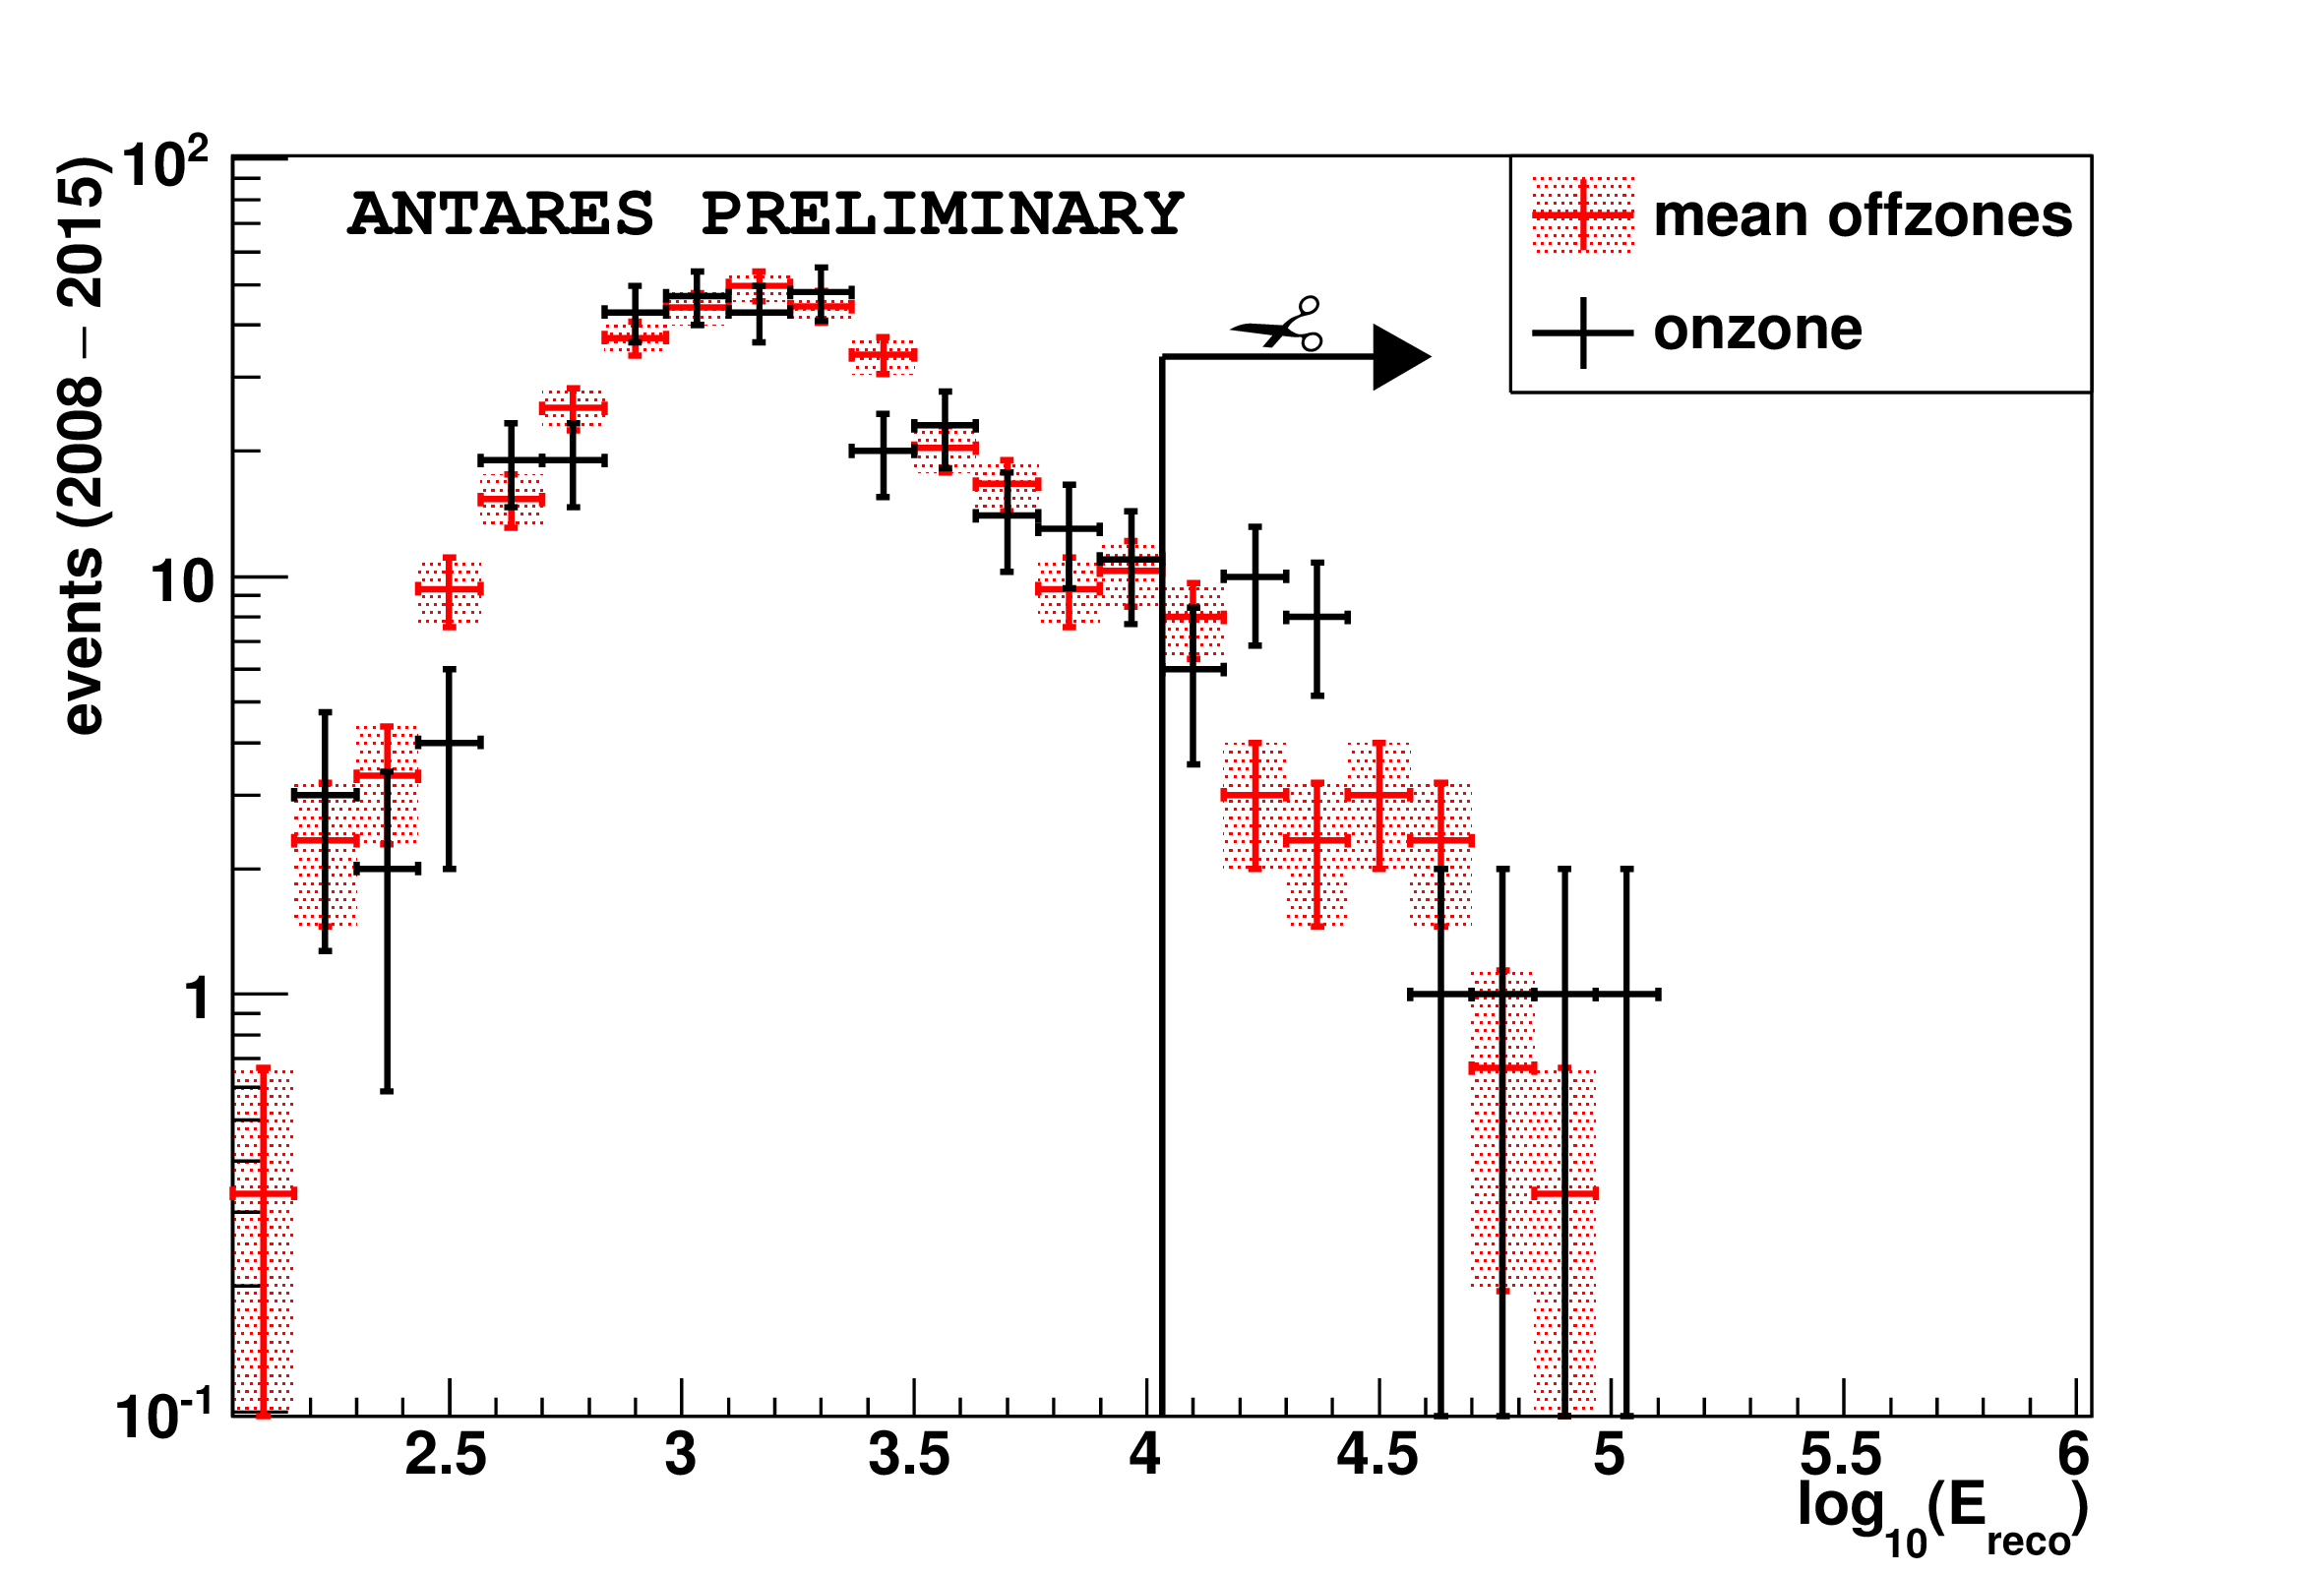 ANTARES PRELIMINARY
mean offzones
onzone
events (2008 – 2015)
10²
10
1
10⁻¹
2.5 3 3.5 4 4.5 5 5.5 6
log₁₀(E_reco)